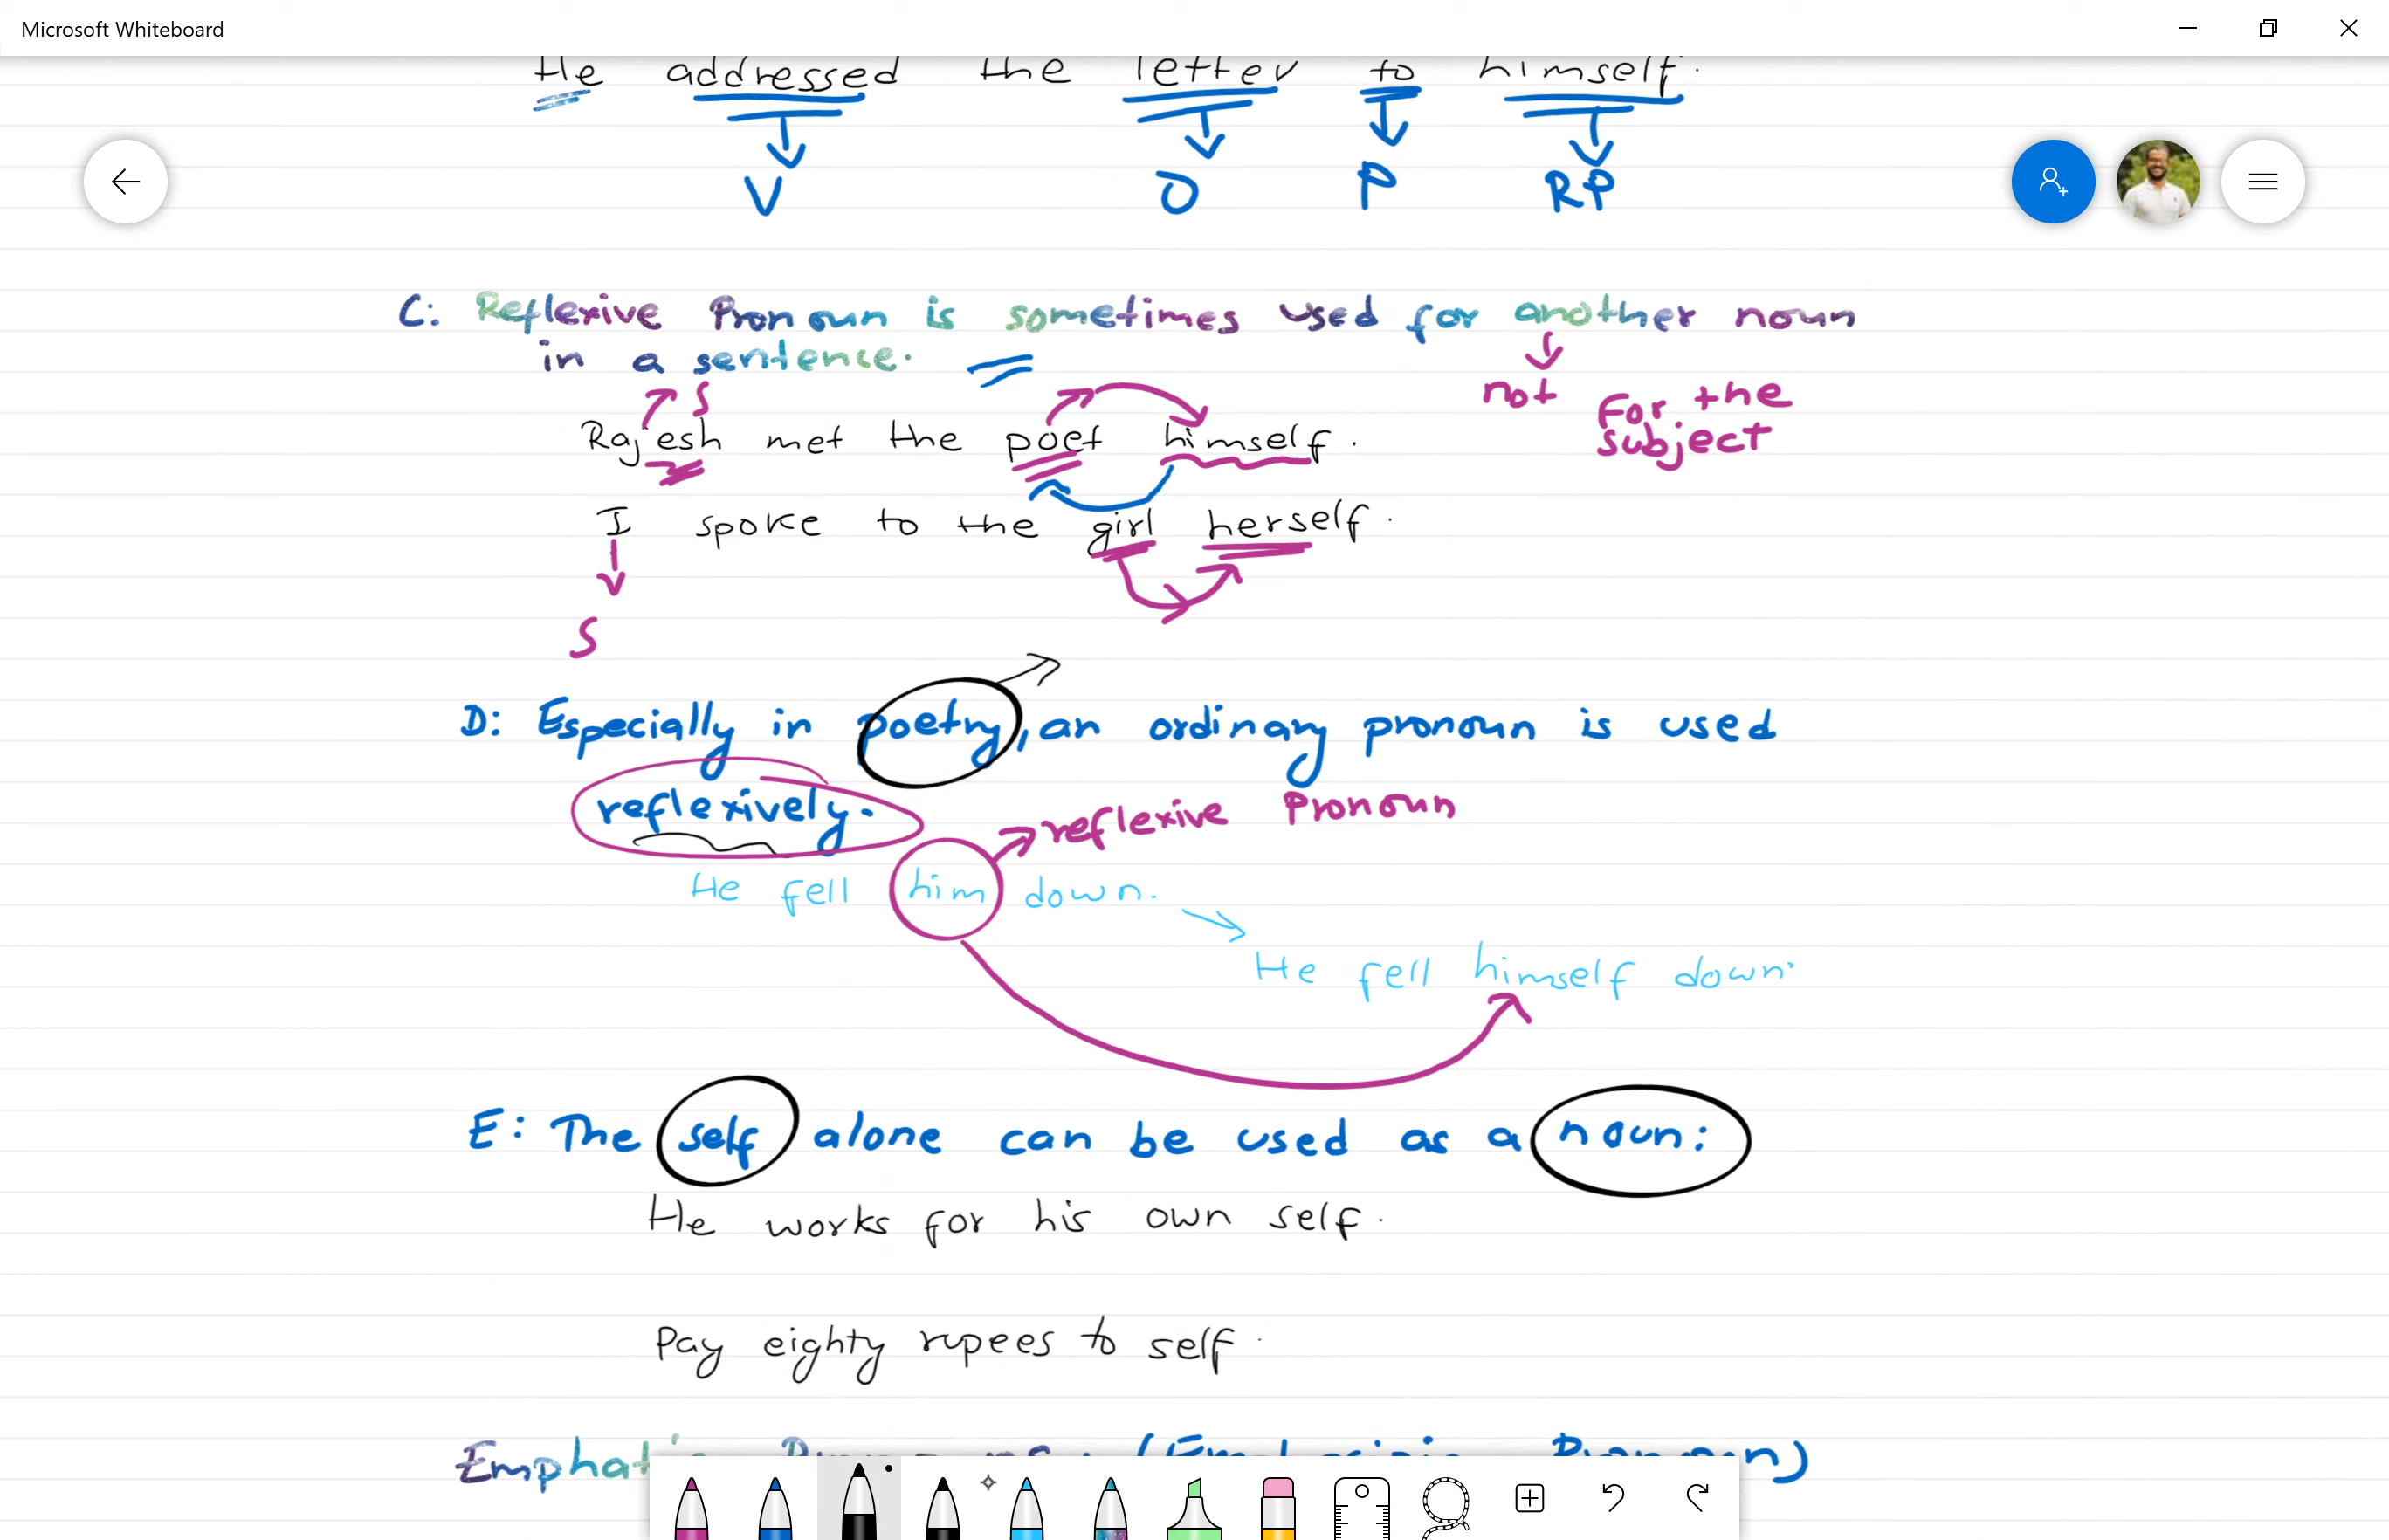 Microsoft Whiteboard
He addressed the letter to himself.
V O P RP
C: Reflexive Pronoun is sometimes used for another noun
in a sentence.
not for the
subject
S
Rajesh met the poet himself.
I spoke to the girl herself.
S
D: Especially in poetry, an ordinary pronoun is used
reflexively.
reflexive Pronoun
He fell him down.
He fell himself down.
E: The self alone can be used as a noun:
He works for his own self.
Pay eighty rupees to self.